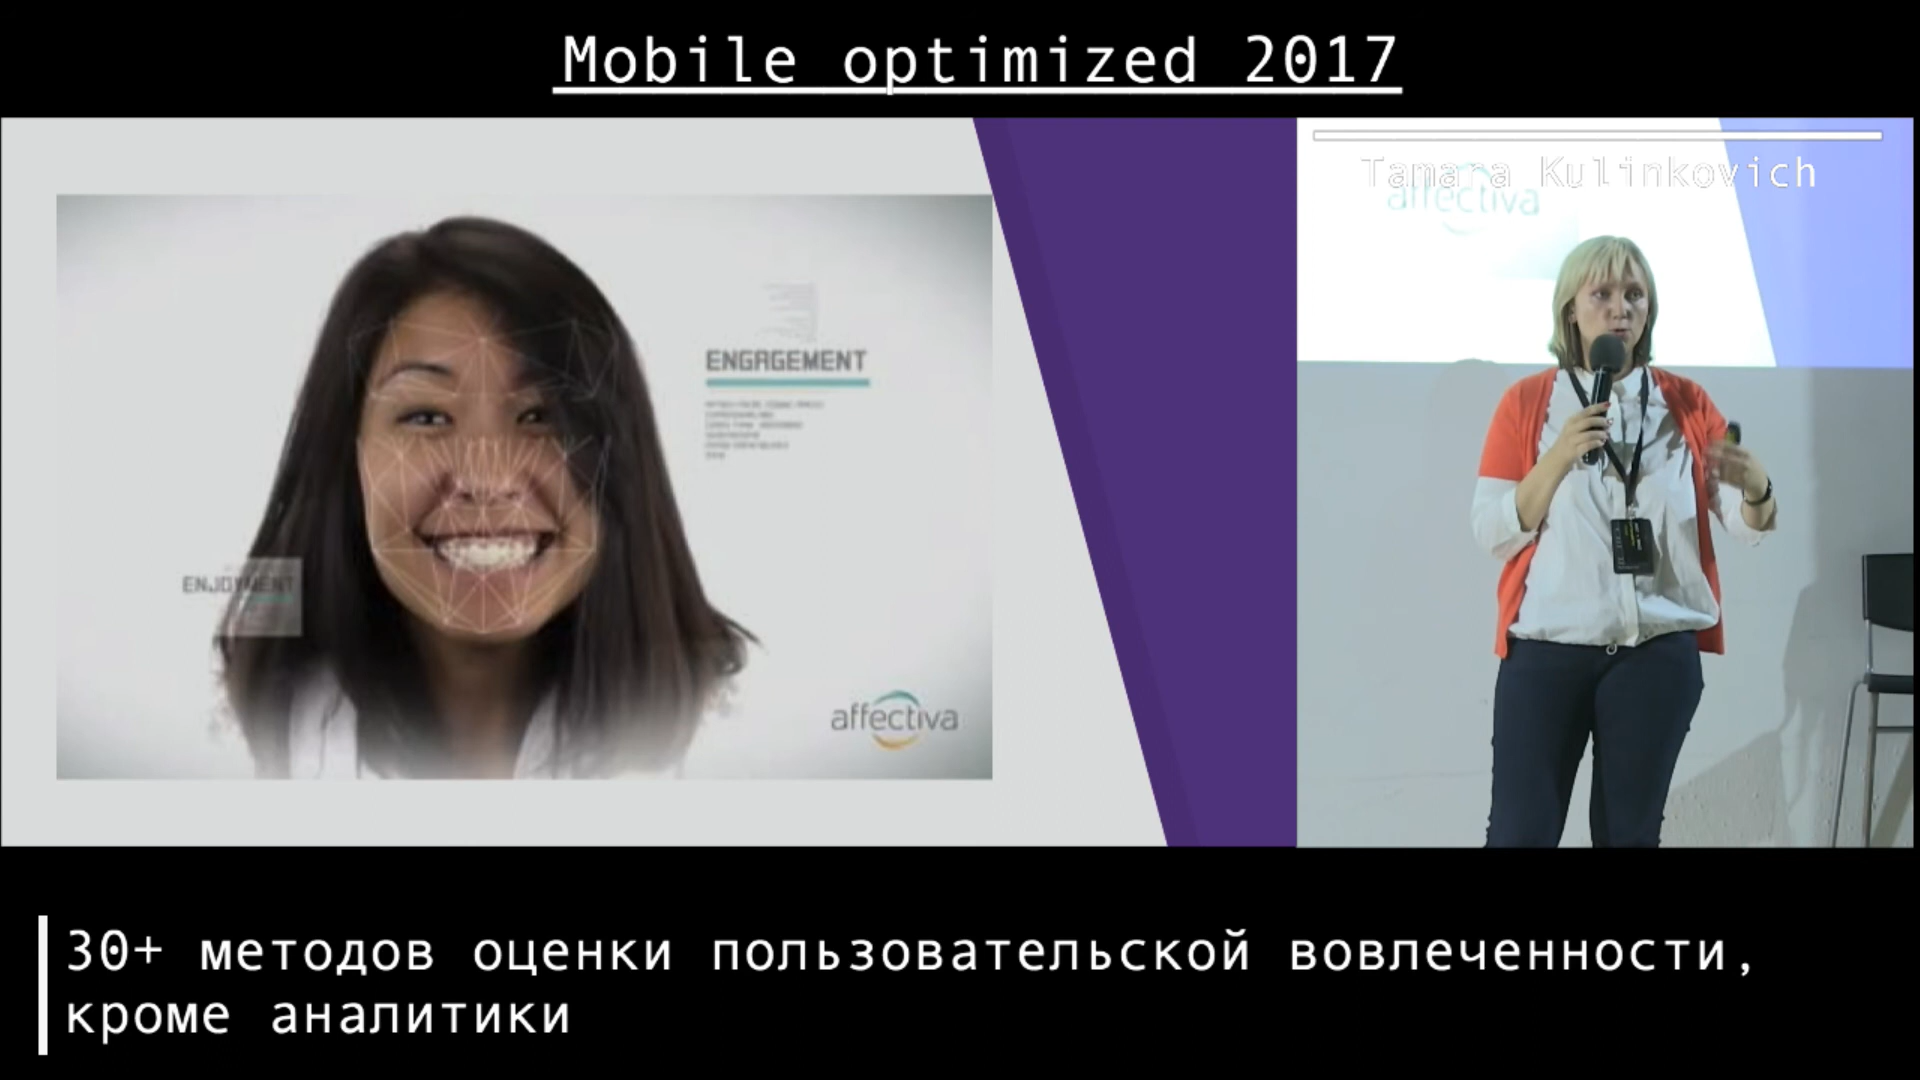 Mobile optimized 2017
Tamara Kulinkovich
affectiva
ENGAGEMENT
ENJOYMENT
affectiva
30+ методов оценки пользовательской вовлеченности,
кроме аналитики